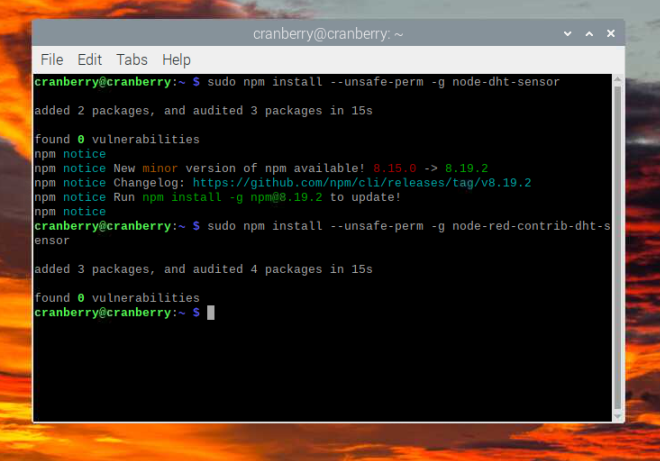 cranberry@cranberry: ~
File Edit Tabs Help
cranberry@cranberry:~ $ sudo npm install --unsafe-perm -g node-dht-sensor
added 2 packages, and audited 3 packages in 15s
found 0 vulnerabilities
npm notice
npm notice New minor version of npm available! 8.15.0 -> 8.19.2
npm notice Changelog: https://github.com/npm/cli/releases/tag/v8.19.2
npm notice Run npm install -g npm@8.19.2 to update!
npm notice
cranberry@cranberry:~ $ sudo npm install --unsafe-perm -g node-red-contrib-dht-s
ensor
added 3 packages, and audited 4 packages in 15s
found 0 vulnerabilities
cranberry@cranberry:~ $